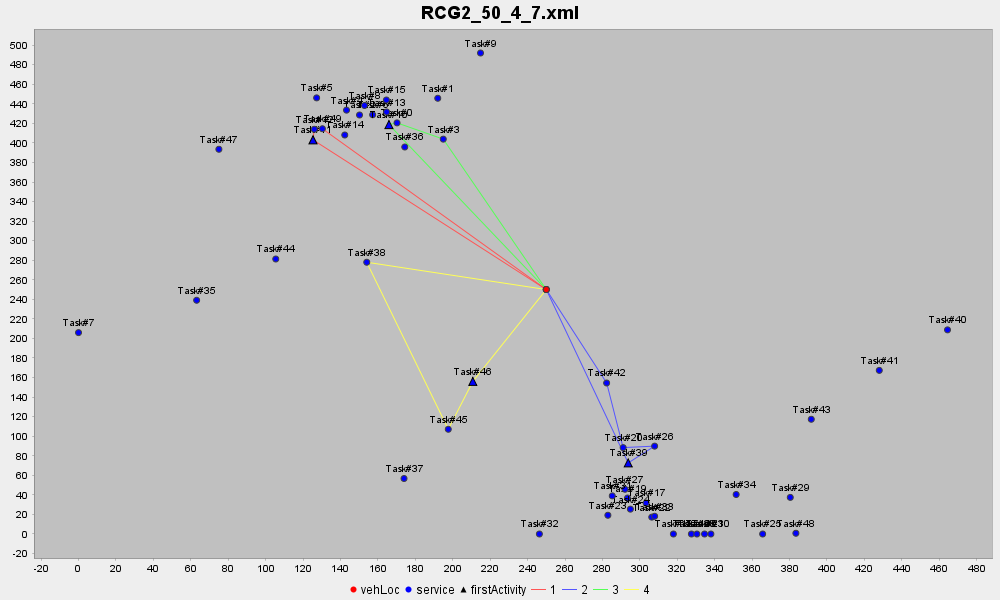 RCG2_50_4_7.xml
500
480
460
440
420
400
380
360
340
320
300
280
260
240
220
200
180
160
140
120
100
80
60
40
20
0
-20
Task#9
Task#5
Task#15
Task#1
Task#8
Task#14
Task#3
Task#36
Task#47
Task#44
Task#38
Task#35
Task#7
Task#40
Task#46
Task#42
Task#41
Task#43
Task#45
Task#26
Task#39
Task#37
Task#27
Task#17
Task#34
Task#29
Task#23
Task#32
Task#25
Task#48
-20 0 20 40 60 80 100 120 140 160 180 200 220 240 260 280 300 320 340 360 380 400 420 440 460 480
vehLoc service firstActivity 1 2 3 4